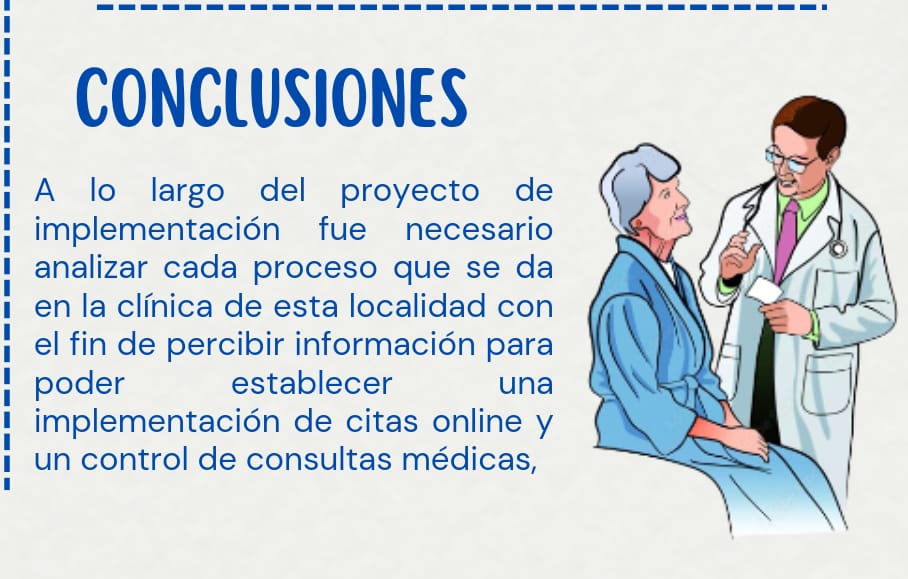 CONCLUSIONES
A lo largo del proyecto de
implementación fue necesario
analizar cada proceso que se da
en la clínica de esta localidad con
el fin de percibir información para
poder establecer una
implementación de citas online y
un control de consultas médicas,